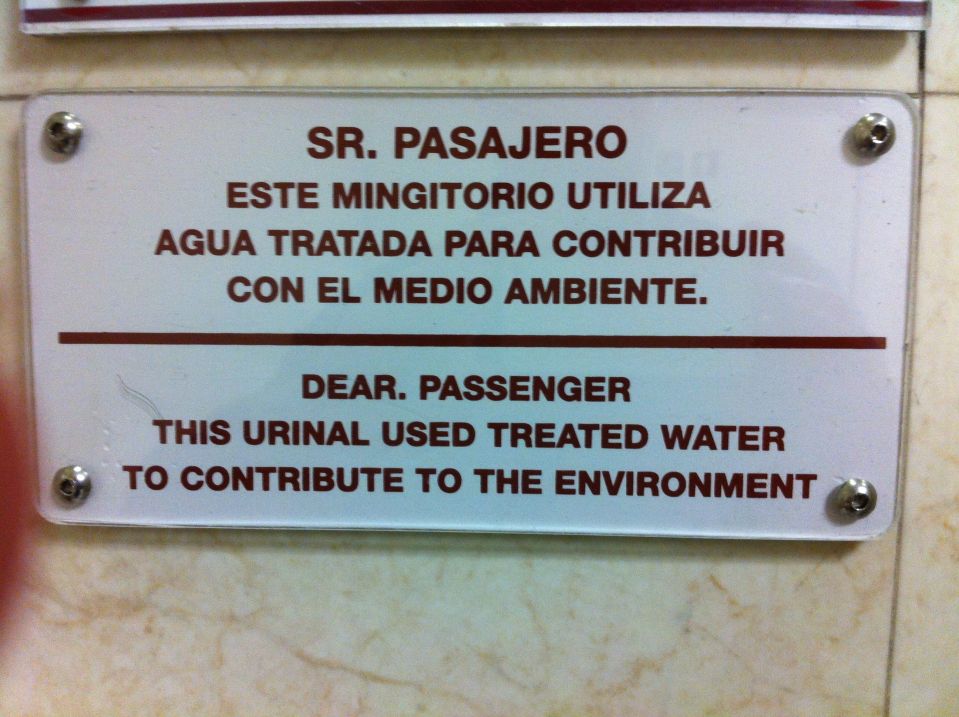 SR. PASAJERO
ESTE MINGITORIO UTILIZA
AGUA TRATADA PARA CONTRIBUIR
CON EL MEDIO AMBIENTE.
DEAR. PASSENGER
THIS URINAL USED TREATED WATER
TO CONTRIBUTE TO THE ENVIRONMENT